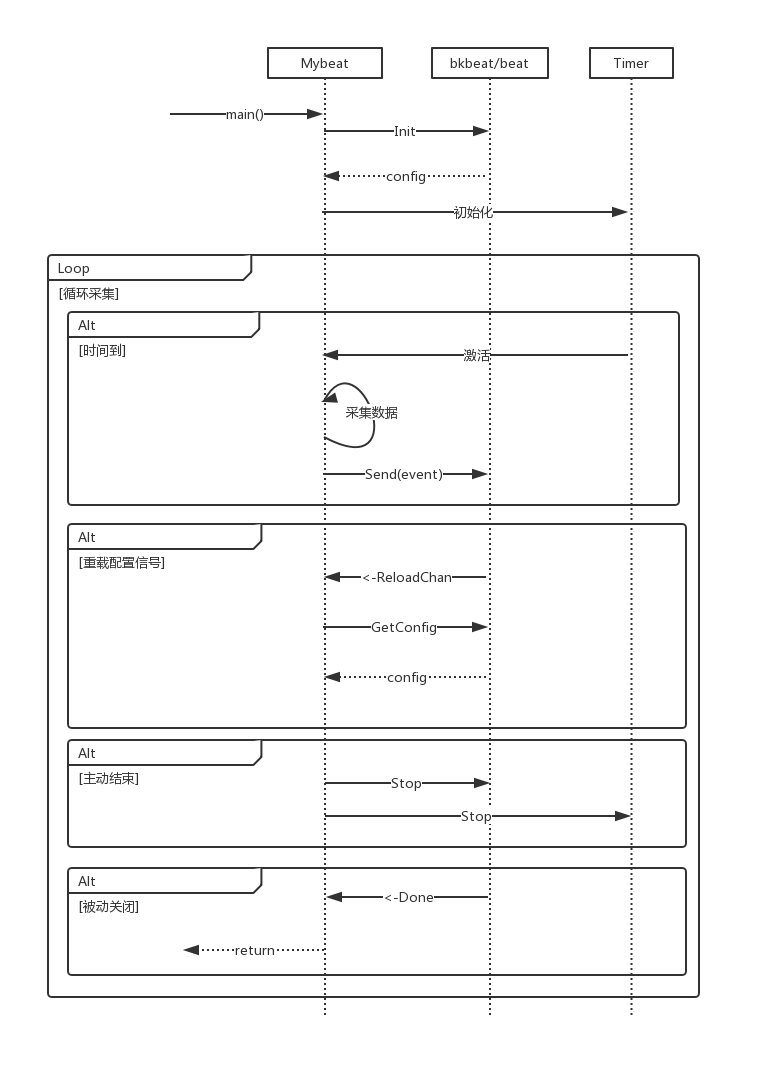 Mybeat
bkbeat/beat
Timer
main()
Init
config
初始化
Loop
[循环采集]
Alt
[时间到]
激活
采集数据
Send(event)
Alt
[重载配置信号]
<-ReloadChan
GetConfig
config
Alt
[主动结束]
Stop
Stop
Alt
[被动关闭]
<-Done
return